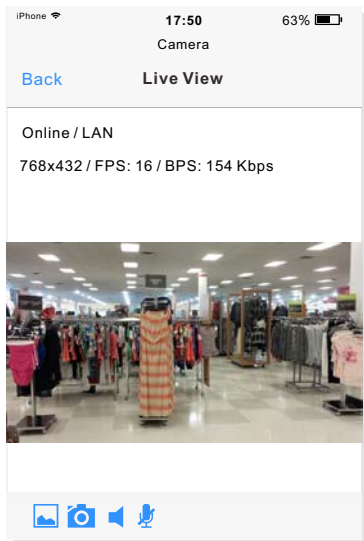 iPhone 17:50 63%
Camera
Back Live View
Online / LAN
768x432 / FPS: 16 / BPS: 154 Kbps